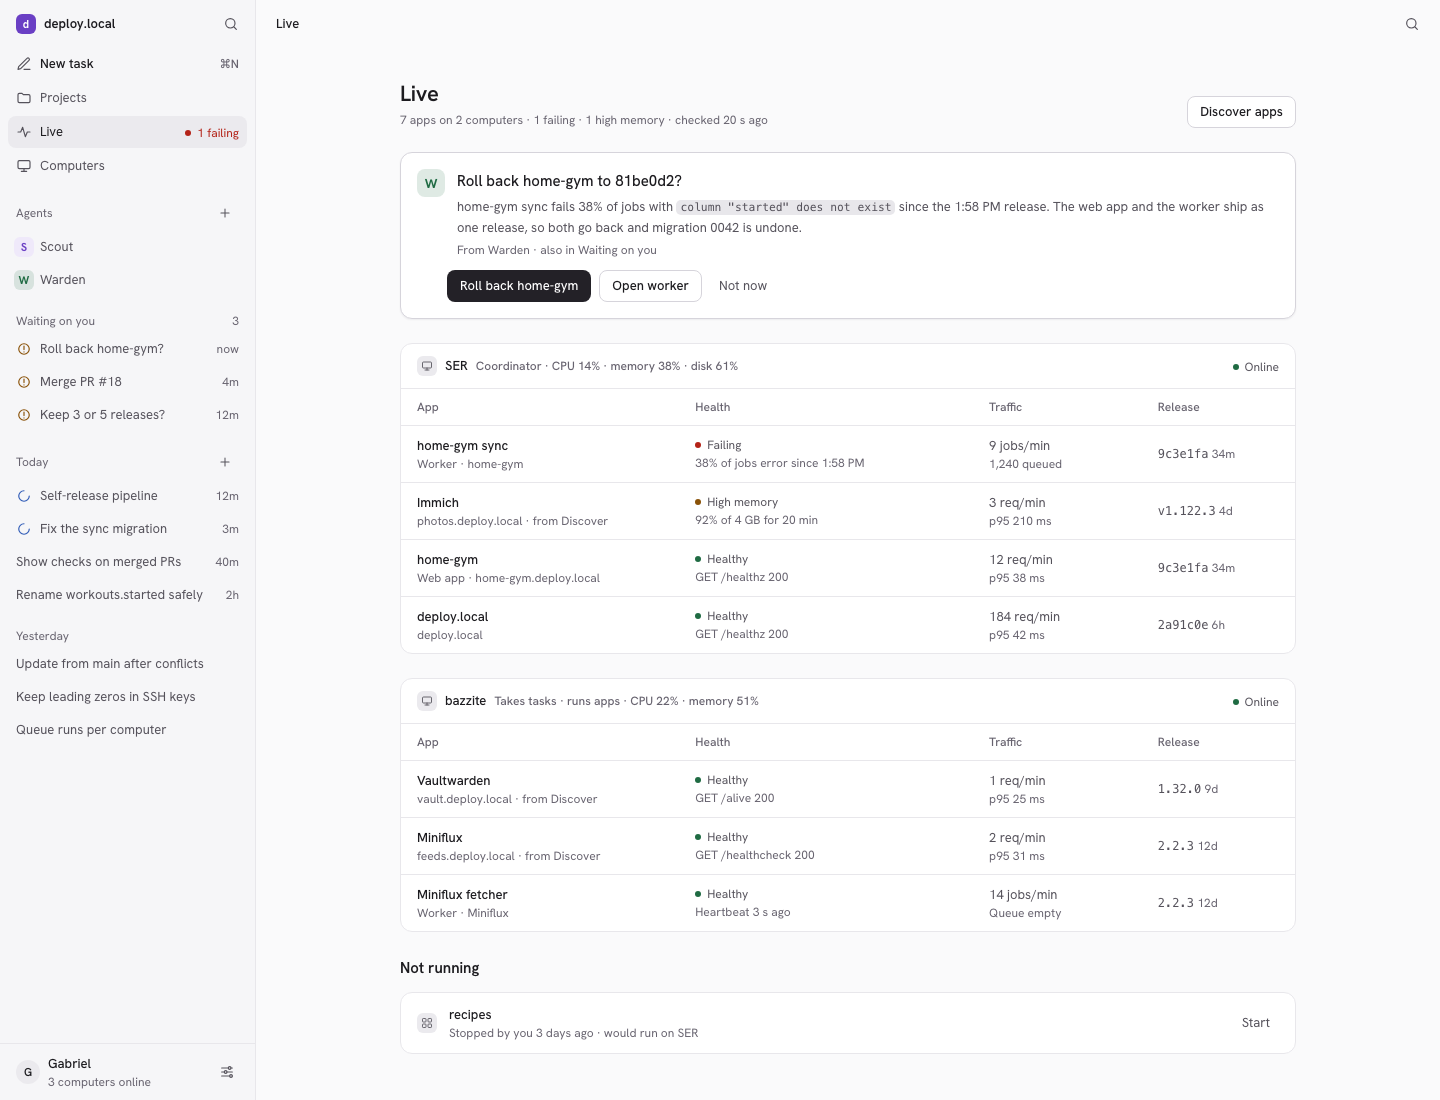 d deploy.local
New task ⌘N
Projects
Live 1 failing
Computers
Agents
S Scout
W Warden
Waiting on you 3
Roll back home-gym? now
Merge PR #18 4m
Keep 3 or 5 releases? 12m
Today
Self-release pipeline 12m
Fix the sync migration 3m
Show checks on merged PRs 40m
Rename workouts.started safely 2h
Yesterday
Update from main after conflicts
Keep leading zeros in SSH keys
Queue runs per computer
G Gabriel
3 computers online
Live
Live
7 apps on 2 computers · 1 failing · 1 high memory · checked 20 s ago
Discover apps
W Roll back home-gym to 81be0d2?
home-gym sync fails 38% of jobs with column "started" does not exist since the 1:58 PM release. The web app and the worker ship as
one release, so both go back and migration 0042 is undone.
From Warden · also in Waiting on you
Roll back home-gym Open worker Not now
SER Coordinator · CPU 14% · memory 38% · disk 61% Online
App Health Traffic Release
home-gym sync Failing 9 jobs/min 9c3e1fa 34m
Worker · home-gym 38% of jobs error since 1:58 PM 1,240 queued
Immich High memory 3 req/min v1.122.3 4d
photos.deploy.local · from Discover 92% of 4 GB for 20 min p95 210 ms
home-gym Healthy 12 req/min 9c3e1fa 34m
Web app · home-gym.deploy.local GET /healthz 200 p95 38 ms
deploy.local Healthy 184 req/min 2a91c0e 6h
deploy.local GET /healthz 200 p95 42 ms
bazzite Takes tasks · runs apps · CPU 22% · memory 51% Online
App Health Traffic Release
Vaultwarden Healthy 1 req/min 1.32.0 9d
vault.deploy.local · from Discover GET /alive 200 p95 25 ms
Miniflux Healthy 2 req/min 2.2.3 12d
feeds.deploy.local · from Discover GET /healthcheck 200 p95 31 ms
Miniflux fetcher Healthy 14 jobs/min 2.2.3 12d
Worker · Miniflux Heartbeat 3 s ago Queue empty
Not running
recipes
Stopped by you 3 days ago · would run on SER
Start